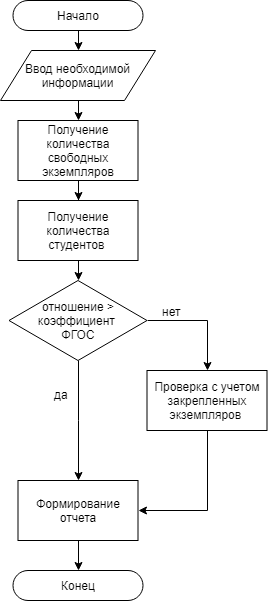 Начало
Ввод необходимой
информации
Получение
количества
свободных
экземпляров
Получение
количества
студентов
отношение >
коэффициент
ФГОС
нет
да
Проверка с учетом
закрепленных
экземпляров
Формирование
отчета
Конец